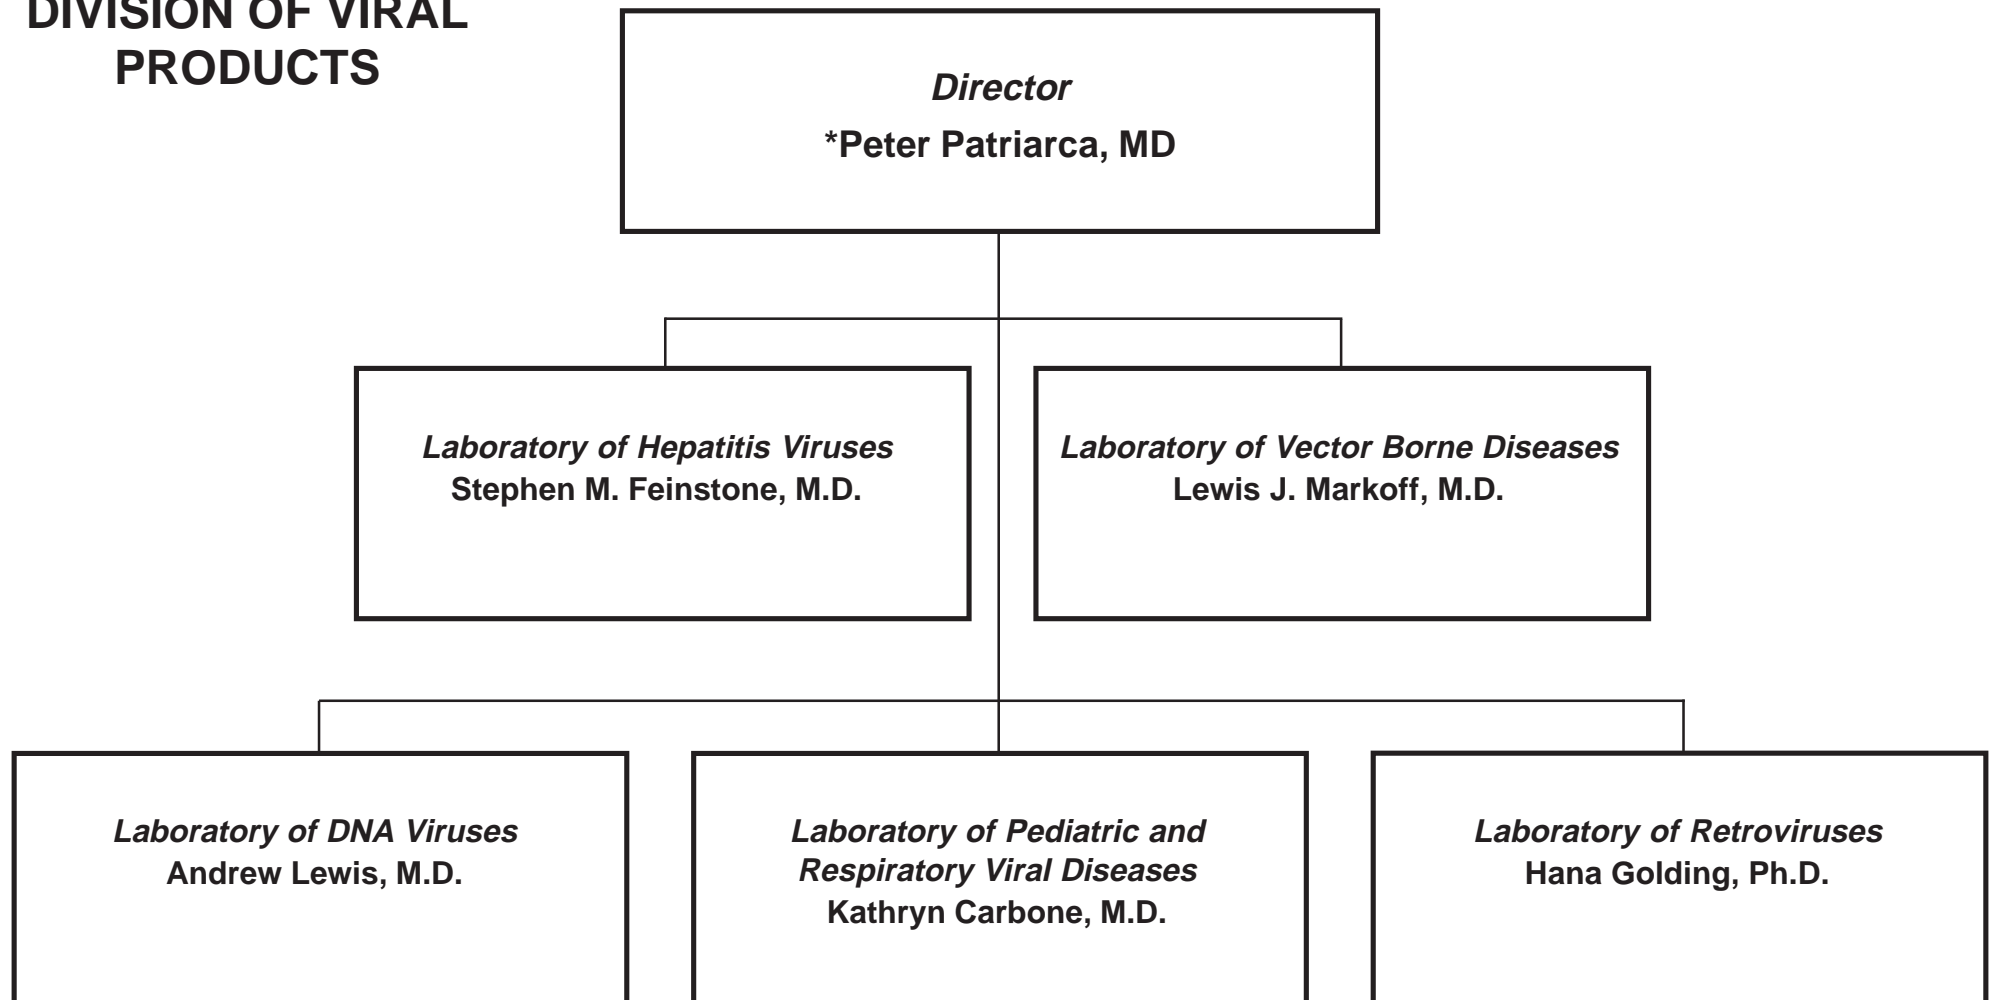 DIVISION OF VIRAL
PRODUCTS
Director
*Peter Patriarca, MD
Laboratory of Hepatitis Viruses
Stephen M. Feinstone, M.D.
Laboratory of Vector Borne Diseases
Lewis J. Markoff, M.D.
Laboratory of DNA Viruses
Andrew Lewis, M.D.
Laboratory of Pediatric and
Respiratory Viral Diseases
Kathryn Carbone, M.D.
Laboratory of Retroviruses
Hana Golding, Ph.D.